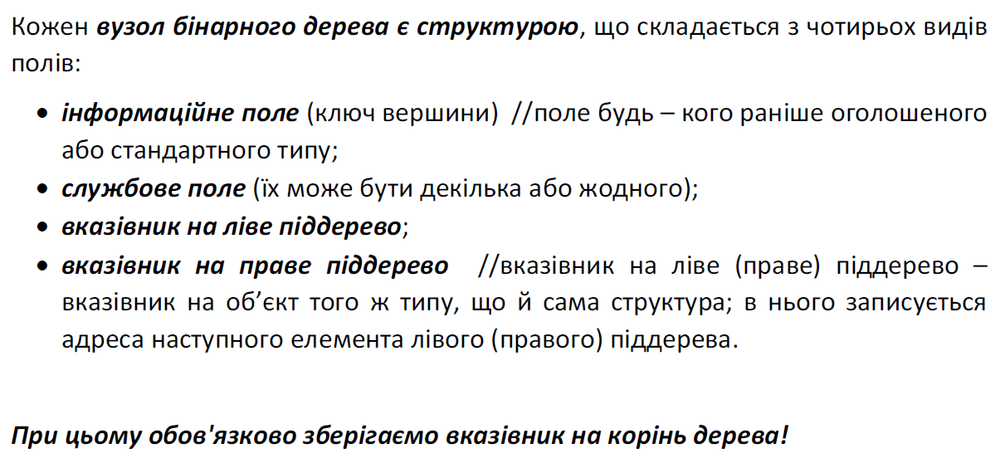 Кожен вузол бінарного дерева є структурою, що складається з чотирьох видів
полів:
• інформаційне поле (ключ вершини) //поле будь – кого раніше оголошеного
або стандартного типу;
• службове поле (їх може бути декілька або жодного);
• вказівник на ліве піддерево;
• вказівник на праве піддерево //вказівник на ліве (праве) піддерево –
вказівник на об’єкт того ж типу, що й сама структура; в нього записується
адреса наступного елемента лівого (правого) піддерева.
При цьому обов'язково зберігаємо вказівник на корінь дерева!